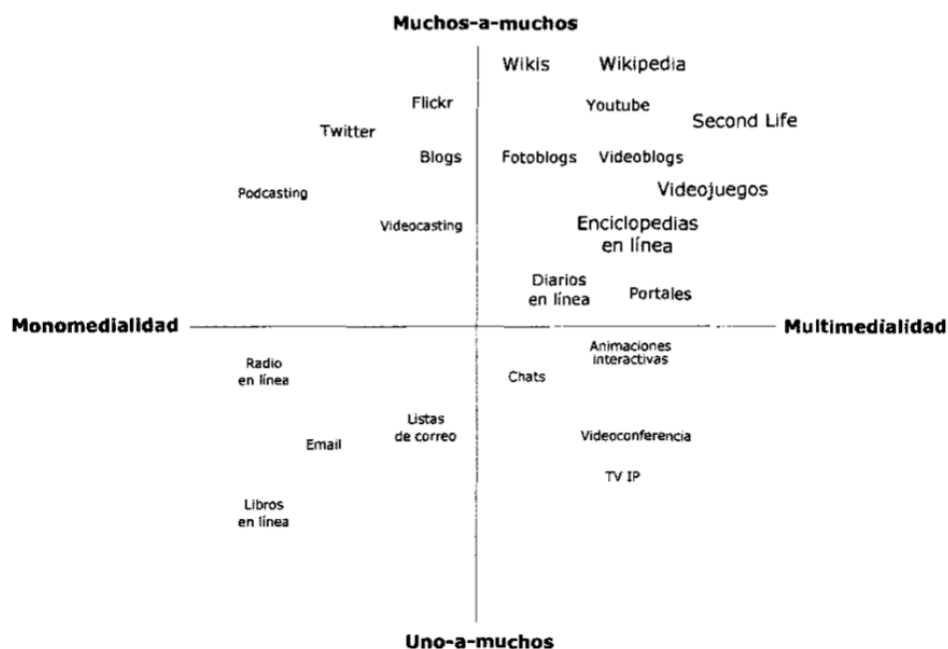 Muchos-a-muchos
Wikis Wikipedia
Flickr Youtube
Second Life
Twitter
Blogs Fotoblogs Videoblogs
Podcasting Videojuegos
Videocasting Enciclopedias
en línea
Diarios
en línea Portales
Monomedialidad Multimedialidad
Animaciones
interactivas
Radio
en línea
Chats
Listas
de correo
Email
Videoconferencia
TV IP
Libros
en línea
Uno-a-muchos